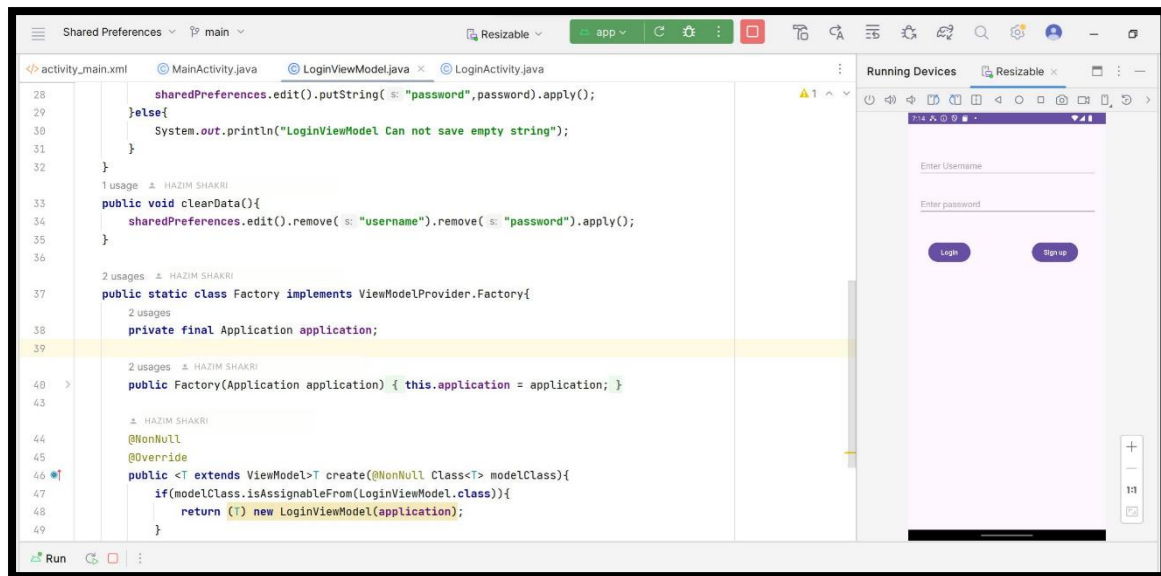 Shared Preferences main Resizable app
activity_main.xml MainActivity.java LoginViewModel.java LoginActivity.java Running Devices Resizable
28 sharedPreferences.edit().putString( s: "password",password).apply(); 1
29 }else{
30 System.out.println("LoginViewModel Can not save empty string");
31 }
32 }
1 usage HAZIM SHAKRI
33 public void clearData(){
34 sharedPreferences.edit().remove( s: "username").remove( s: "password").apply();
35 }
36
2 usages HAZIM SHAKRI
37 public static class Factory implements ViewModelProvider.Factory{
2 usages
38 private final Application application;
39
2 usages HAZIM SHAKRI
40 public Factory(Application application) { this.application = application; }
43
HAZIM SHAKRI
44 @NonNull
45 @Override
46 public <T extends ViewModel>T create(@NonNull Class<T> modelClass){
47 if(modelClass.isAssignableFrom(LoginViewModel.class)){
48 return (T) new LoginViewModel(application);
49 }
Run
7:14
Enter Username
Enter password
Login Sign up
1:1